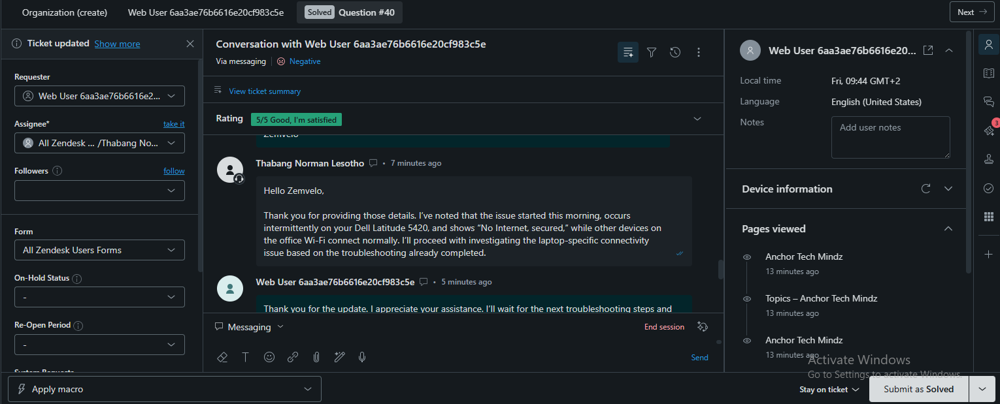 Organization (create)
Web User 6aa3ae76b6616e20cf983c5e
Solved Question #40
Next
Ticket updated Show more
Requester
Web User 6aa3ae76b6616e2...
Assignee* take it
All Zendesk ... /Thabang No...
Followers follow
Form
All Zendesk Users Forms
On-Hold Status
-
Re-Open Period
-
System Requests
Apply macro
Conversation with Web User 6aa3ae76b6616e20cf983c5e
Via messaging Negative
View ticket summary
Rating 5/5 Good, I'm satisfied
Zemvelo
Thabang Norman Lesotho • 7 minutes ago
Hello Zemvelo,
Thank you for providing those details. I’ve noted that the issue started this morning, occurs
intermittently on your Dell Latitude 5420, and shows “No Internet, secured,” while other devices on
the office Wi-Fi connect normally. I’ll proceed with investigating the laptop-specific connectivity
issue based on the troubleshooting already completed.
Web User 6aa3ae76b6616e20cf983c5e • 5 minutes ago
Thank you for the update. I appreciate your assistance. I’ll wait for the next troubleshooting steps and
Messaging
End session
Send
Web User 6aa3ae76b6616e20...
Local time Fri, 09:44 GMT+2
Language English (United States)
Notes Add user notes
Device information
Pages viewed
Anchor Tech Mindz
13 minutes ago
Topics – Anchor Tech Mindz
13 minutes ago
Anchor Tech Mindz
13 minutes ago
3
Activate Windows
Go to Settings to activate Windows.
Stay on ticket
Submit as Solved